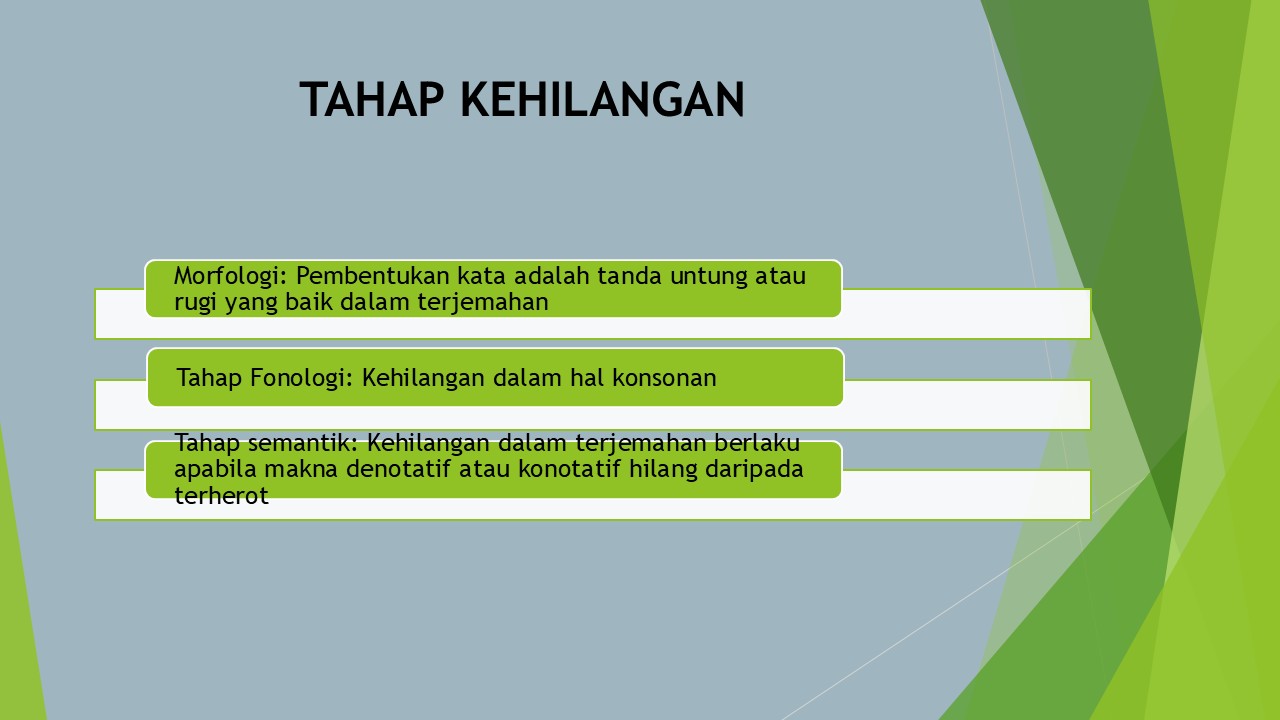 TAHAP KEHILANGAN
Morfologi: Pembentukan kata adalah tanda untung atau
rugi yang baik dalam terjemahan
Tahap Fonologi: Kehilangan dalam hal konsonan
Tahap semantik: Kehilangan dalam terjemahan berlaku
apabila makna denotatif atau konotatif hilang daripada
terherot